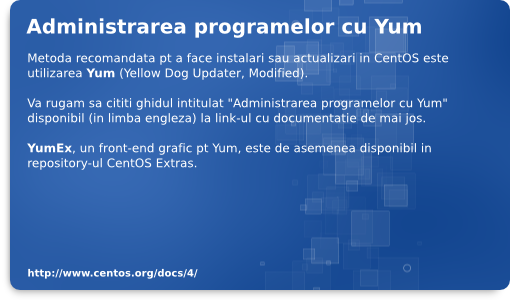 Administrarea programelor cu Yum
Metoda recomandata pt a face instalari sau actualizari in CentOS este
utilizarea Yum (Yellow Dog Updater, Modified).
Va rugam sa cititi ghidul intitulat "Administrarea programelor cu Yum"
disponibil (in limba engleza) la link-ul cu documentatie de mai jos.
YumEx, un front-end grafic pt Yum, este de asemenea disponibil in
repository-ul CentOS Extras.
http://www.centos.org/docs/4/